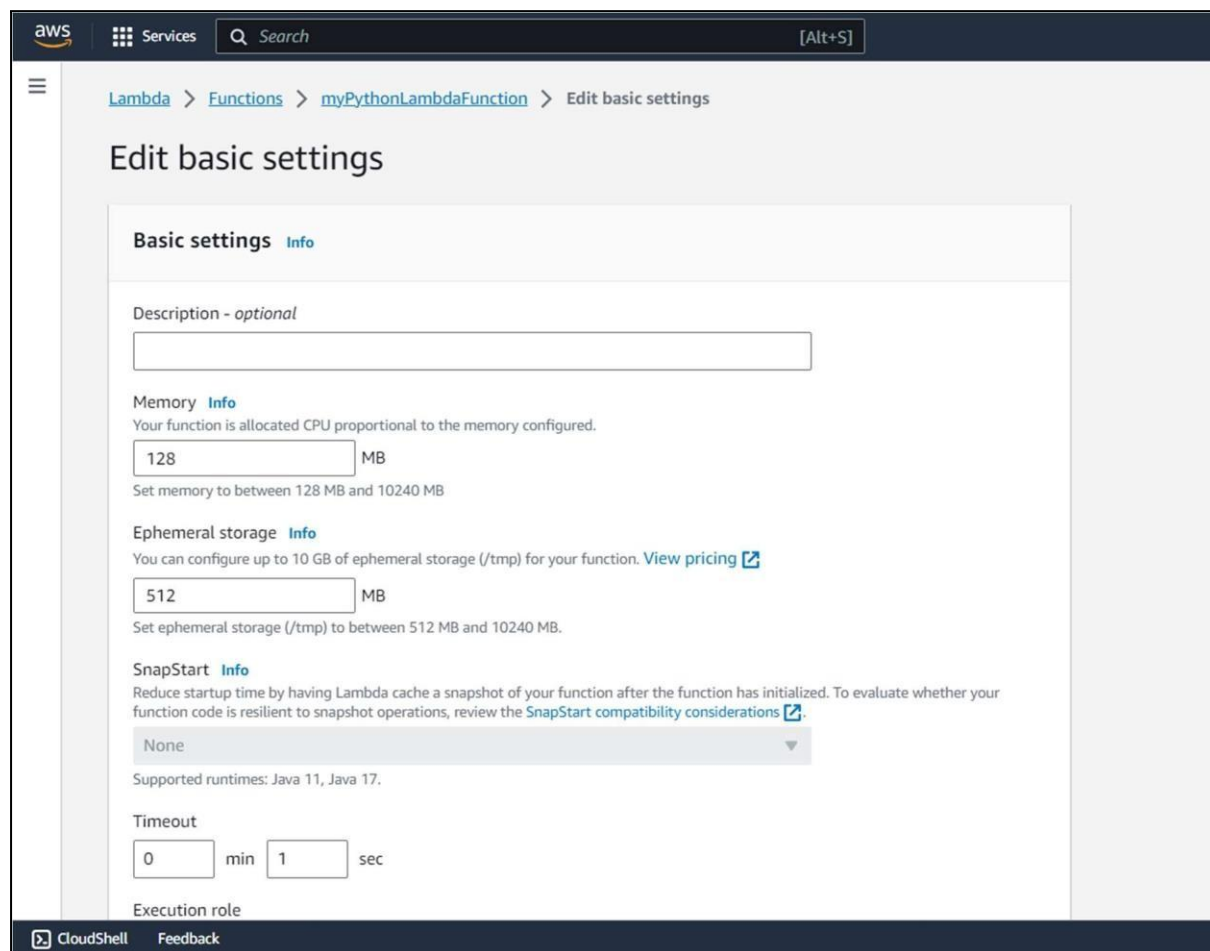 aws Services Search [Alt+S]
Lambda > Functions > myPythonLambdaFunction > Edit basic settings
Edit basic settings
Basic settings Info
Description - optional
Memory Info
Your function is allocated CPU proportional to the memory configured.
128 MB
Set memory to between 128 MB and 10240 MB
Ephemeral storage Info
You can configure up to 10 GB of ephemeral storage (/tmp) for your function. View pricing
512 MB
Set ephemeral storage (/tmp) to between 512 MB and 10240 MB.
SnapStart Info
Reduce startup time by having Lambda cache a snapshot of your function after the function has initialized. To evaluate whether your
function code is resilient to snapshot operations, review the SnapStart compatibility considerations.
None
Supported runtimes: Java 11, Java 17.
Timeout
0 min 1 sec
Execution role
CloudShell Feedback